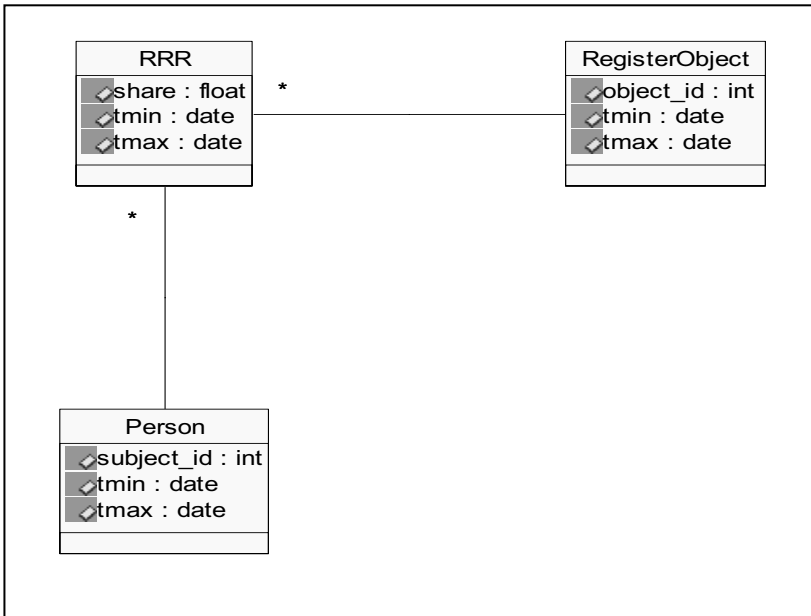 RRR
share : float
tmin : date
tmax : date
*
*
RegisterObject
object_id : int
tmin : date
tmax : date
Person
subject_id : int
tmin : date
tmax : date